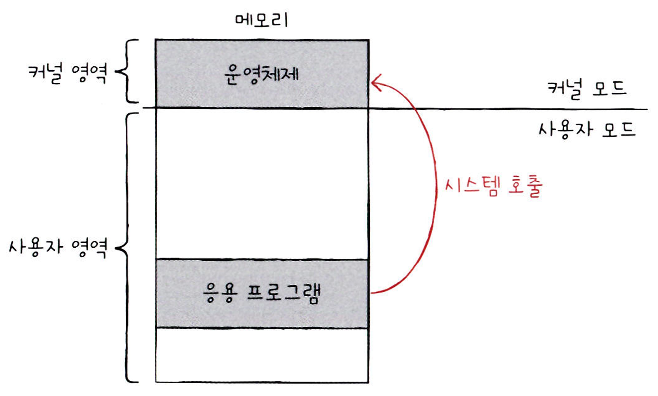 메모리
커널 영역
운영체제
커널 모드
사용자 모드
시스템 호출
사용자 영역
응용 프로그램